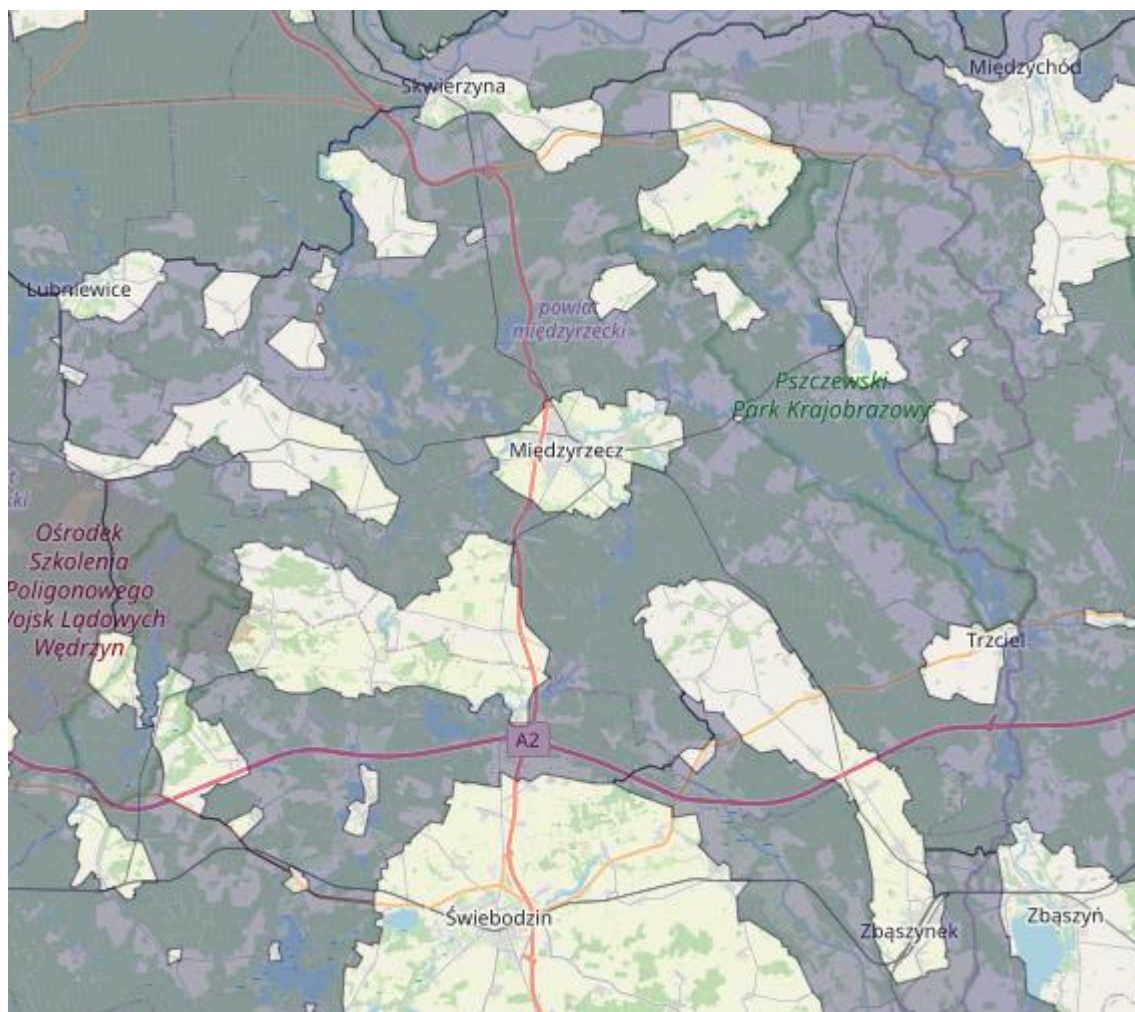 Międzychód
Skwierzyna
Lubniewice
powiat
międzyrzecki
Pszczewski
Park Krajobrazowy
Międzyrzecz
ski
Ośrodek
Szkolenia
Poligonowego
Wojsk Lądowych
Wędrzyn
Trzciel
A2
Świebodzin
Zbąszynek
Zbąszyń